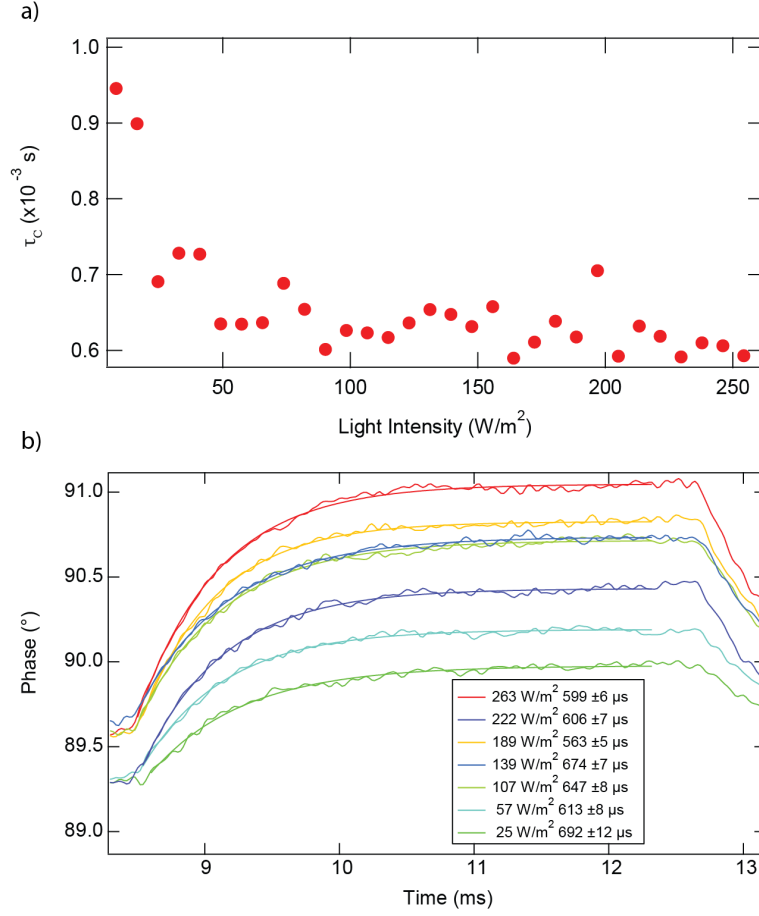 a)
1.0
0.9
0.8
0.7
0.6
τC (x10-3 s)
50
100
150
200
250
Light Intensity (W/m2)
b)
91.0
90.5
90.0
89.5
89.0
Phase (°)
263 W/m2 599 ±6 µs
222 W/m2 606 ±7 µs
189 W/m2 563 ±5 µs
139 W/m2 674 ±7 µs
107 W/m2 647 ±8 µs
57 W/m2 613 ±8 µs
25 W/m2 692 ±12 µs
9
10
11
12
13
Time (ms)